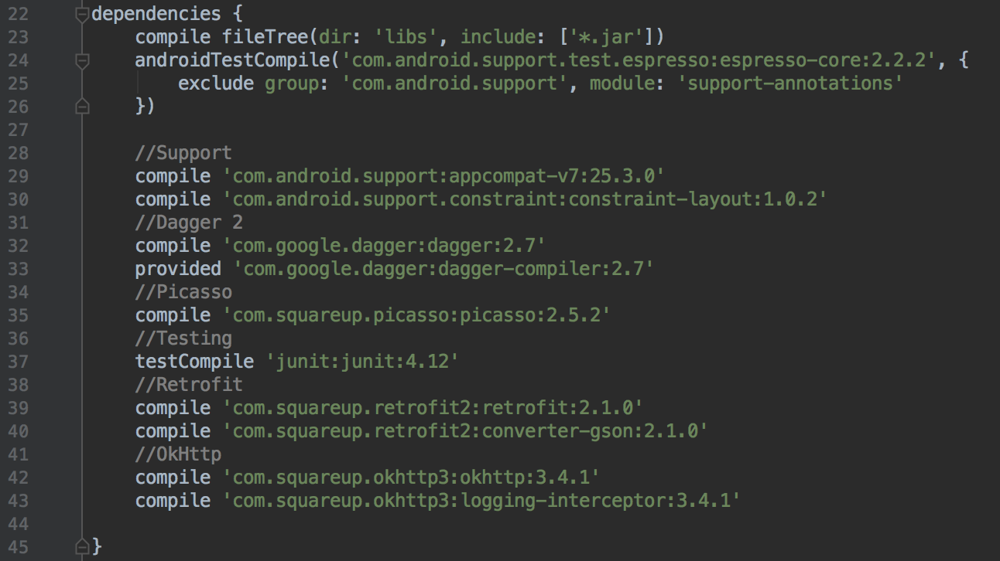 22 dependencies {
23 compile fileTree(dir: 'libs', include: ['*.jar'])
24 androidTestCompile('com.android.support.test.espresso:espresso-core:2.2.2', {
25 exclude group: 'com.android.support', module: 'support-annotations'
26 })
27
28 //Support
29 compile 'com.android.support:appcompat-v7:25.3.0'
30 compile 'com.android.support.constraint:constraint-layout:1.0.2'
31 //Dagger 2
32 compile 'com.google.dagger:dagger:2.7'
33 provided 'com.google.dagger:dagger-compiler:2.7'
34 //Picasso
35 compile 'com.squareup.picasso:picasso:2.5.2'
36 //Testing
37 testCompile 'junit:junit:4.12'
38 //Retrofit
39 compile 'com.squareup.retrofit2:retrofit:2.1.0'
40 compile 'com.squareup.retrofit2:converter-gson:2.1.0'
41 //OkHttp
42 compile 'com.squareup.okhttp3:okhttp:3.4.1'
43 compile 'com.squareup.okhttp3:logging-interceptor:3.4.1'
44
45 }